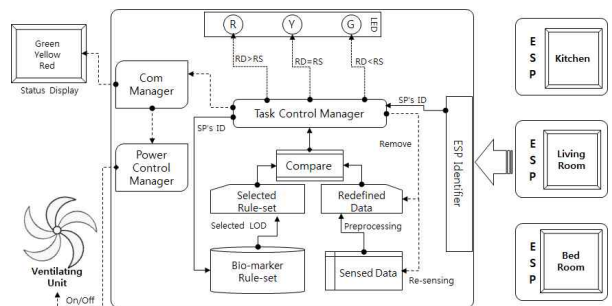 R
Y
G
LED
Green
Yellow
Red
Status Display
Com
Manager
RD>RS
RD=RS
RD<RS
Task Control Manager
SP's ID
SP's ID
Remove
ESP Identifier
Power
Control
Manager
Compare
Selected
Rule-set
Redefined
Data
Selected LOD
Preprocessing
Bio-marker
Rule-set
Sensed Data
Re-sensing
Ventilating
Unit
On/Off
E
S
P
Kitchen
E
S
P
Living
Room
E
S
P
Bed
Room